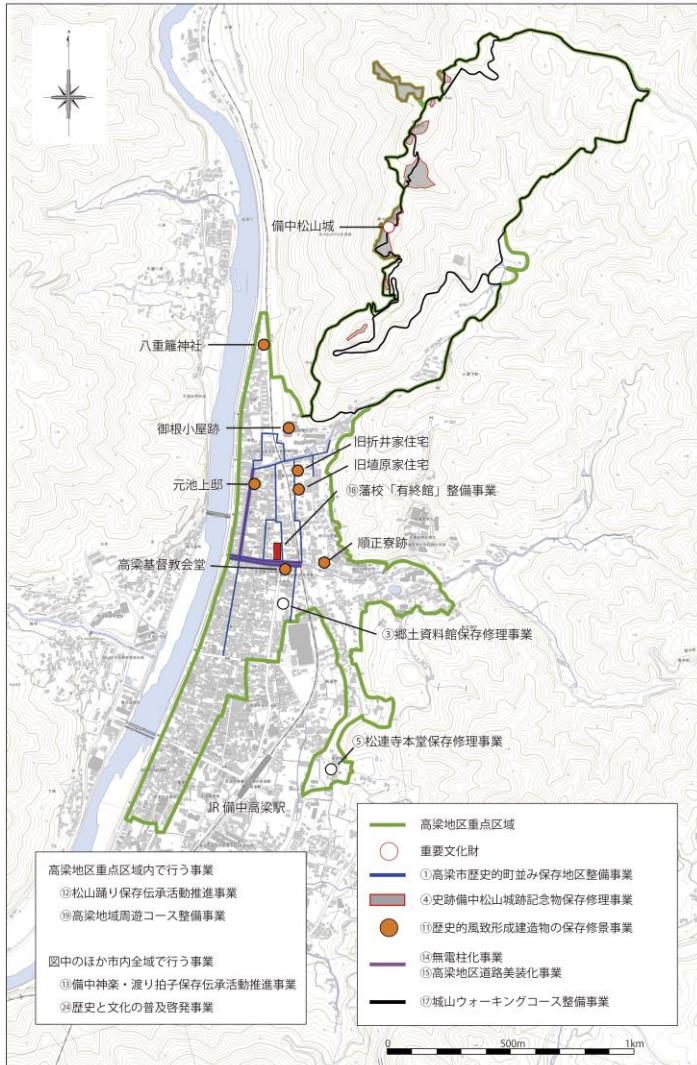 備中松山城
八重籬神社
御根小屋跡
旧折井家住宅
旧埴原家住宅
元池上邸
⑱藩校「有終館」整備事業
順正寮跡
高梁基督教会堂
③郷土資料館保存修理事業
⑤松連寺本堂保存修理事業
JR 備中高梁駅
高梁地区重点区域内で行う事業
⑫松山踊り保存伝承活動推進事業
⑲高梁地域周遊コース整備事業
図中のほか市内全域で行う事業
⑬備中神楽・渡り拍子保存伝承活動推進事業
㉔歴史と文化の普及啓発事業
高梁地区重点区域
重要文化財
①高梁市歴史的町並み保存地区整備事業
④史跡備中松山城跡記念物保存修理事業
⑪歴史的風致形成建造物の保存修景事業
⑭無電柱化事業
⑮高梁地区道路美装化事業
⑰城山ウォーキングコース整備事業
0 500m 1km